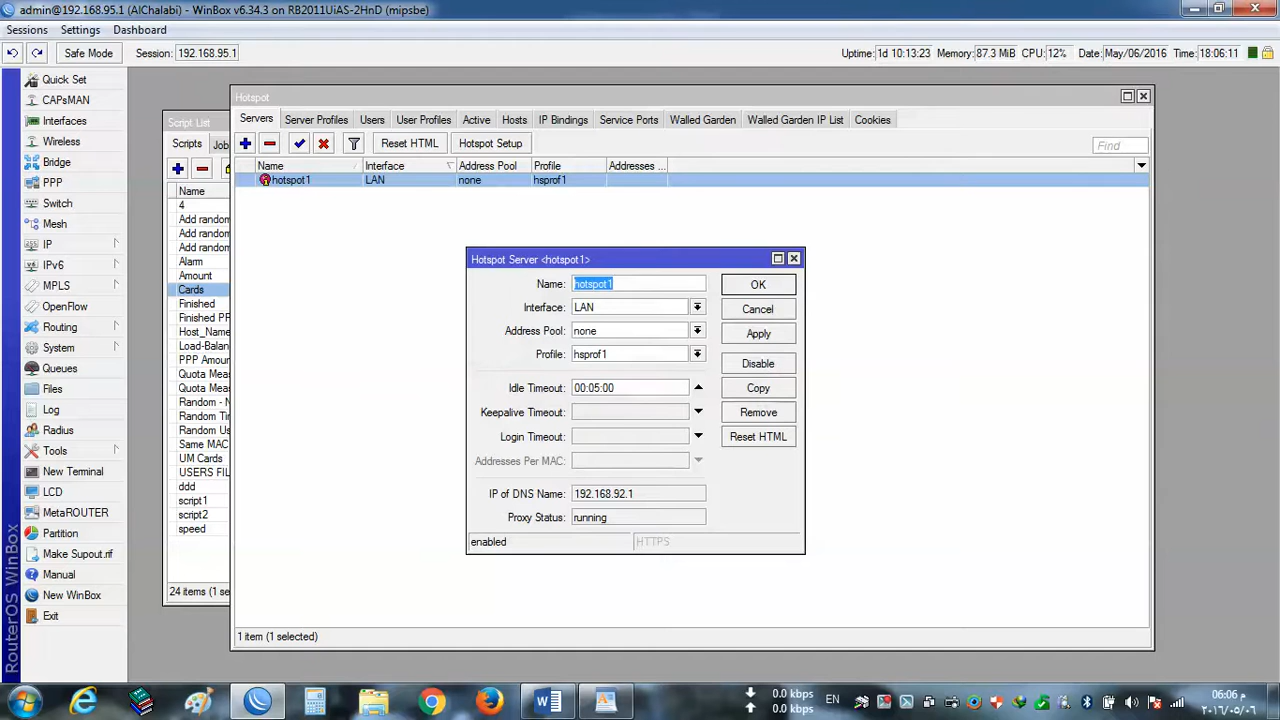 admin@192.168.95.1 (AlChalabi) - WinBox v6.34.3 on RB2011UiAS-2HnD (mipsbe)
Sessions Settings Dashboard
Safe Mode Session: 192.168.95.1 Uptime: 1d 10:13:23 Memory: 87.3 MiB CPU: 12% Date: May/06/2016 Time: 18:06:11
RouterOS WinBox
Quick Set
CAPsMAN
Interfaces
Wireless
Bridge
PPP
Switch
Mesh
IP
IPv6
MPLS
OpenFlow
Routing
System
Queues
Files
Log
Radius
Tools
New Terminal
LCD
MetaROUTER
Partition
Make Supout.rif
Manual
New WinBox
Exit
Script List
Scripts Job
Name
4
Add random
Add random
Add random
Alarm
Amount
Cards
Finished
Finished PP
Host_Name
Load-Balan
PPP Amoun
Quota Mea
Quota Mea
Random - N
Random Tir
Random Us
Same MAC
UM Cards
USERS FIL
ddd
script1
script2
speed
24 items (1 se
Hotspot
Servers Server Profiles Users User Profiles Active Hosts IP Bindings Service Ports Walled Garden Walled Garden IP List Cookies
Reset HTML Hotspot Setup Find
Name Interface Address Pool Profile Addresses ...
hotspot1 LAN none hsprof1
Hotspot Server <hotspot1>
Name: hotspot1 OK
Interface: LAN Cancel
Address Pool: none Apply
Profile: hsprof1 Disable
Idle Timeout: 00:05:00 Copy
Keepalive Timeout: Remove
Login Timeout: Reset HTML
Addresses Per MAC:
IP of DNS Name: 192.168.92.1
Proxy Status: running
enabled HTTPS
1 item (1 selected)
0.0 kbps
0.0 kbps
EN
06:06 م
٢٠١٦/٠٥/٠٦